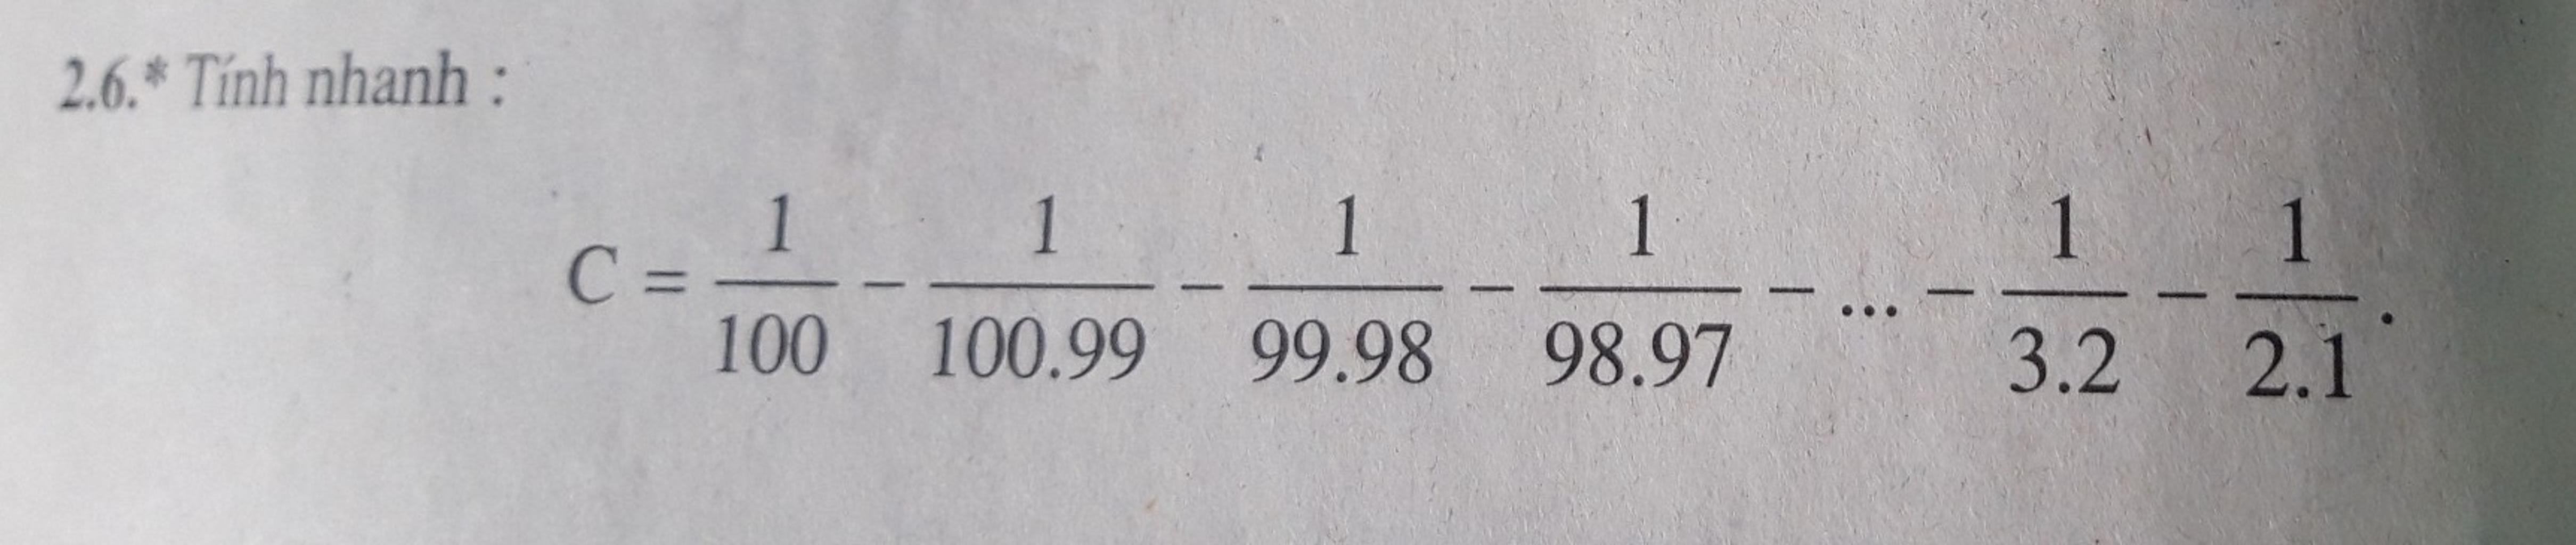 2.6.* Tính nhanh :
C = 1/100 - 1/100.99 - 1/99.98 - 1/98.97 - ... - 1/3.2 - 1/2.1 .